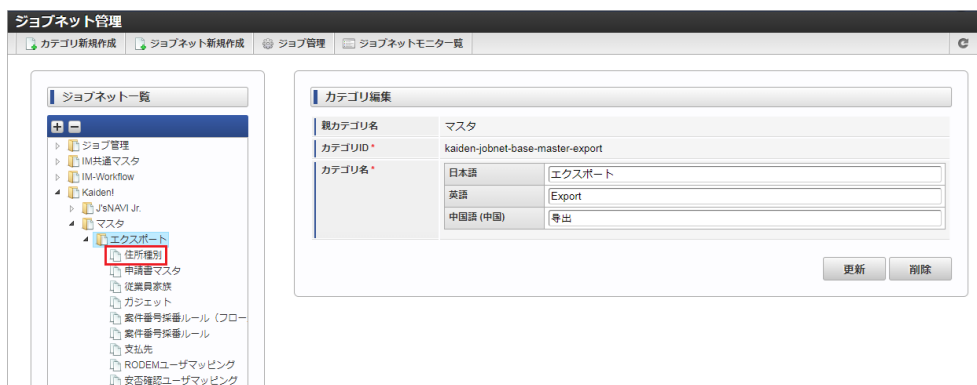 ジョブネット管理
カテゴリ新規作成 ジョブネット新規作成 ジョブ管理 ジョブネットモニタ一覧
ジョブネット一覧
ジョブ管理
IM共通マスタ
IM-Workflow
Kaiden!
J'sNAVI Jr.
マスタ
エクスポート
住所種別
申請書マスタ
従業員家族
ガジェット
案件番号採番ルール（フロー
案件番号採番ルール
支払先
RODEMユーザマッピング
安否確認ユーザマッピング
カテゴリ編集
親カテゴリ名 マスタ
カテゴリID* kaiden-jobnet-base-master-export
カテゴリ名*
日本語 エクスポート
英語 Export
中国語 (中国) 导出
更新 削除